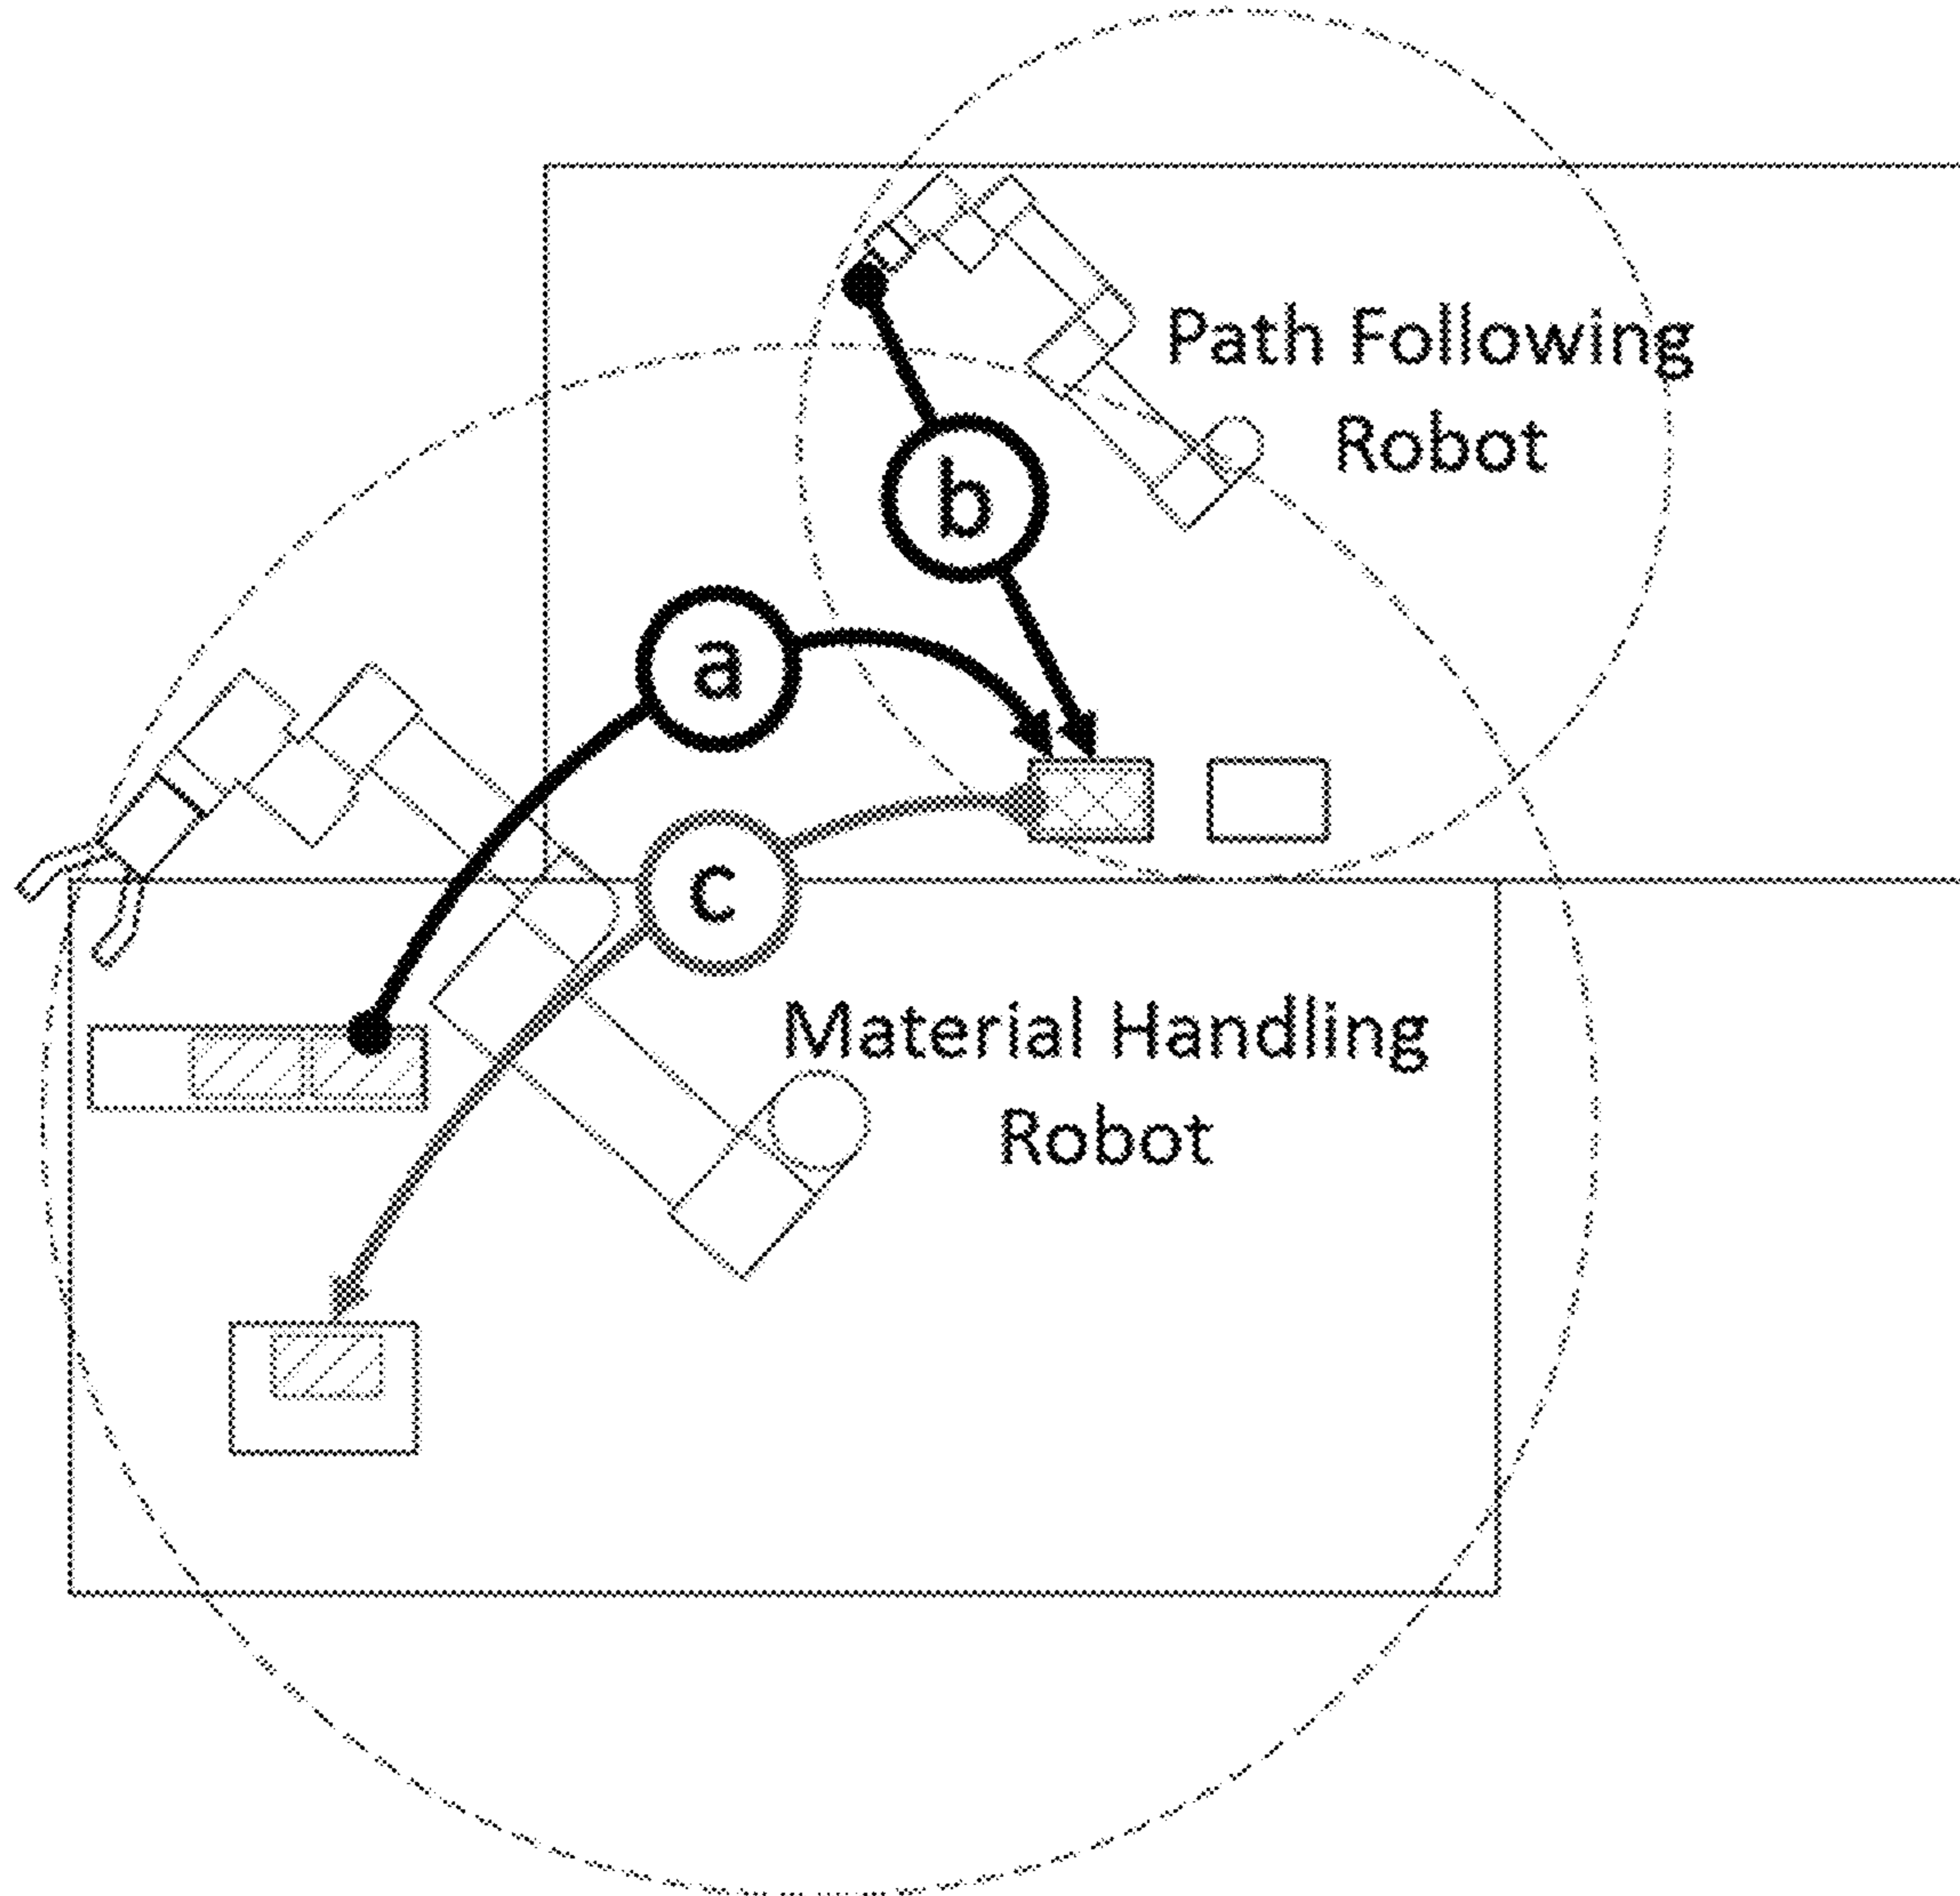 Path Following
Robot
b
a
c
Material Handling
Robot